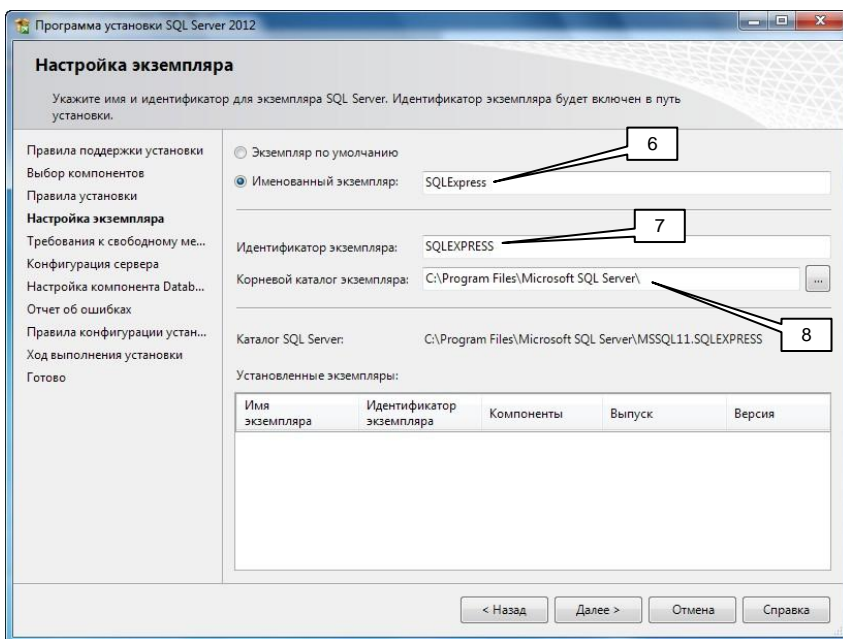 Программа установки SQL Server 2012
Настройка экземпляра
Укажите имя и идентификатор для экземпляра SQL Server. Идентификатор экземпляра будет включен в путь
установки.
Правила поддержки установки
Выбор компонентов
Правила установки
Настройка экземпляра
Требования к свободному ме...
Конфигурация сервера
Настройка компонента Datab...
Отчет об ошибках
Правила конфигурации устан...
Ход выполнения установки
Готово
Экземпляр по умолчанию
6
Именованный экземпляр: SQLExpress
7
Идентификатор экземпляра: SQLEXPRESS
Корневой каталог экземпляра: C:\Program Files\Microsoft SQL Server\ ...
8
Каталог SQL Server: C:\Program Files\Microsoft SQL Server\MSSQL11.SQLEXPRESS
Установленные экземпляры:
Имя экземпляра Идентификатор экземпляра Компоненты Выпуск Версия
< Назад Далее > Отмена Справка